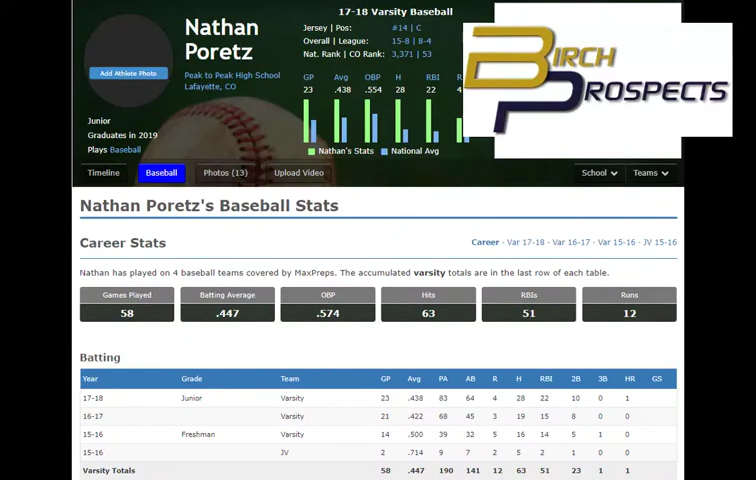 Nathan
Poretz
Peak to Peak High School
Lafayette, CO
Add Athlete Photo
Junior
Graduates in 2019
Plays Baseball
17-18 Varsity Baseball
Jersey | Pos: #14 | C
Overall | League: 15-8 | 8-4
Nat. Rank | CO Rank: 3,371 | 53
GP Avg OBP H RBI
23 .438 .554 28 22 4
Nathan's Stats National Avg
BIRCH
PROSPECTS
Timeline Baseball Photos (13) Upload Video School Teams
Nathan Poretz's Baseball Stats
Career Stats
Career · Var 17-18 · Var 16-17 · Var 15-16 · JV 15-16
Nathan has played on 4 baseball teams covered by MaxPreps. The accumulated varsity totals are in the last row of each table.
Games Played Batting Average OBP Hits RBIs Runs
58 .447 .574 63 51 12
Batting
Year Grade Team GP Avg PA AB R H RBI 2B 3B HR GS
17-18 Junior Varsity 23 .438 83 64 4 28 22 10 0 1
16-17 Varsity 21 .422 68 45 3 19 15 8 0 0
15-16 Freshman Varsity 14 .500 39 32 5 16 14 5 1 0
15-16 JV 2 .714 9 7 2 5 2 1 0 0
Varsity Totals 58 .447 190 141 12 63 51 23 1 1